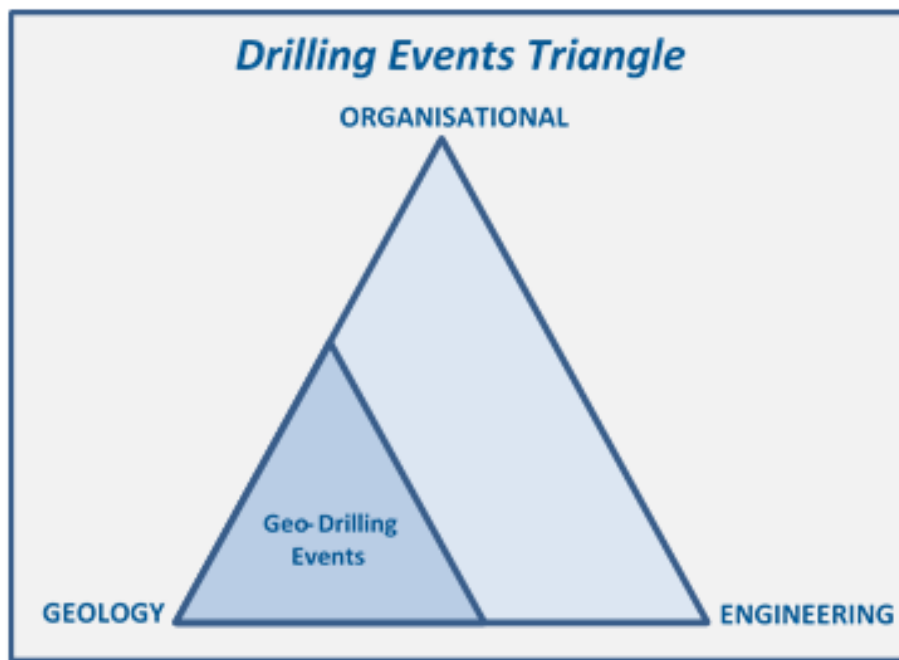 Drilling Events Triangle
ORGANISATIONAL
Geo-Drilling
Events
GEOLOGY
ENGINEERING